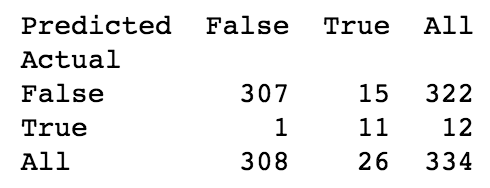 Predicted False True All
Actual
False 307 15 322
True 1 11 12
All 308 26 334